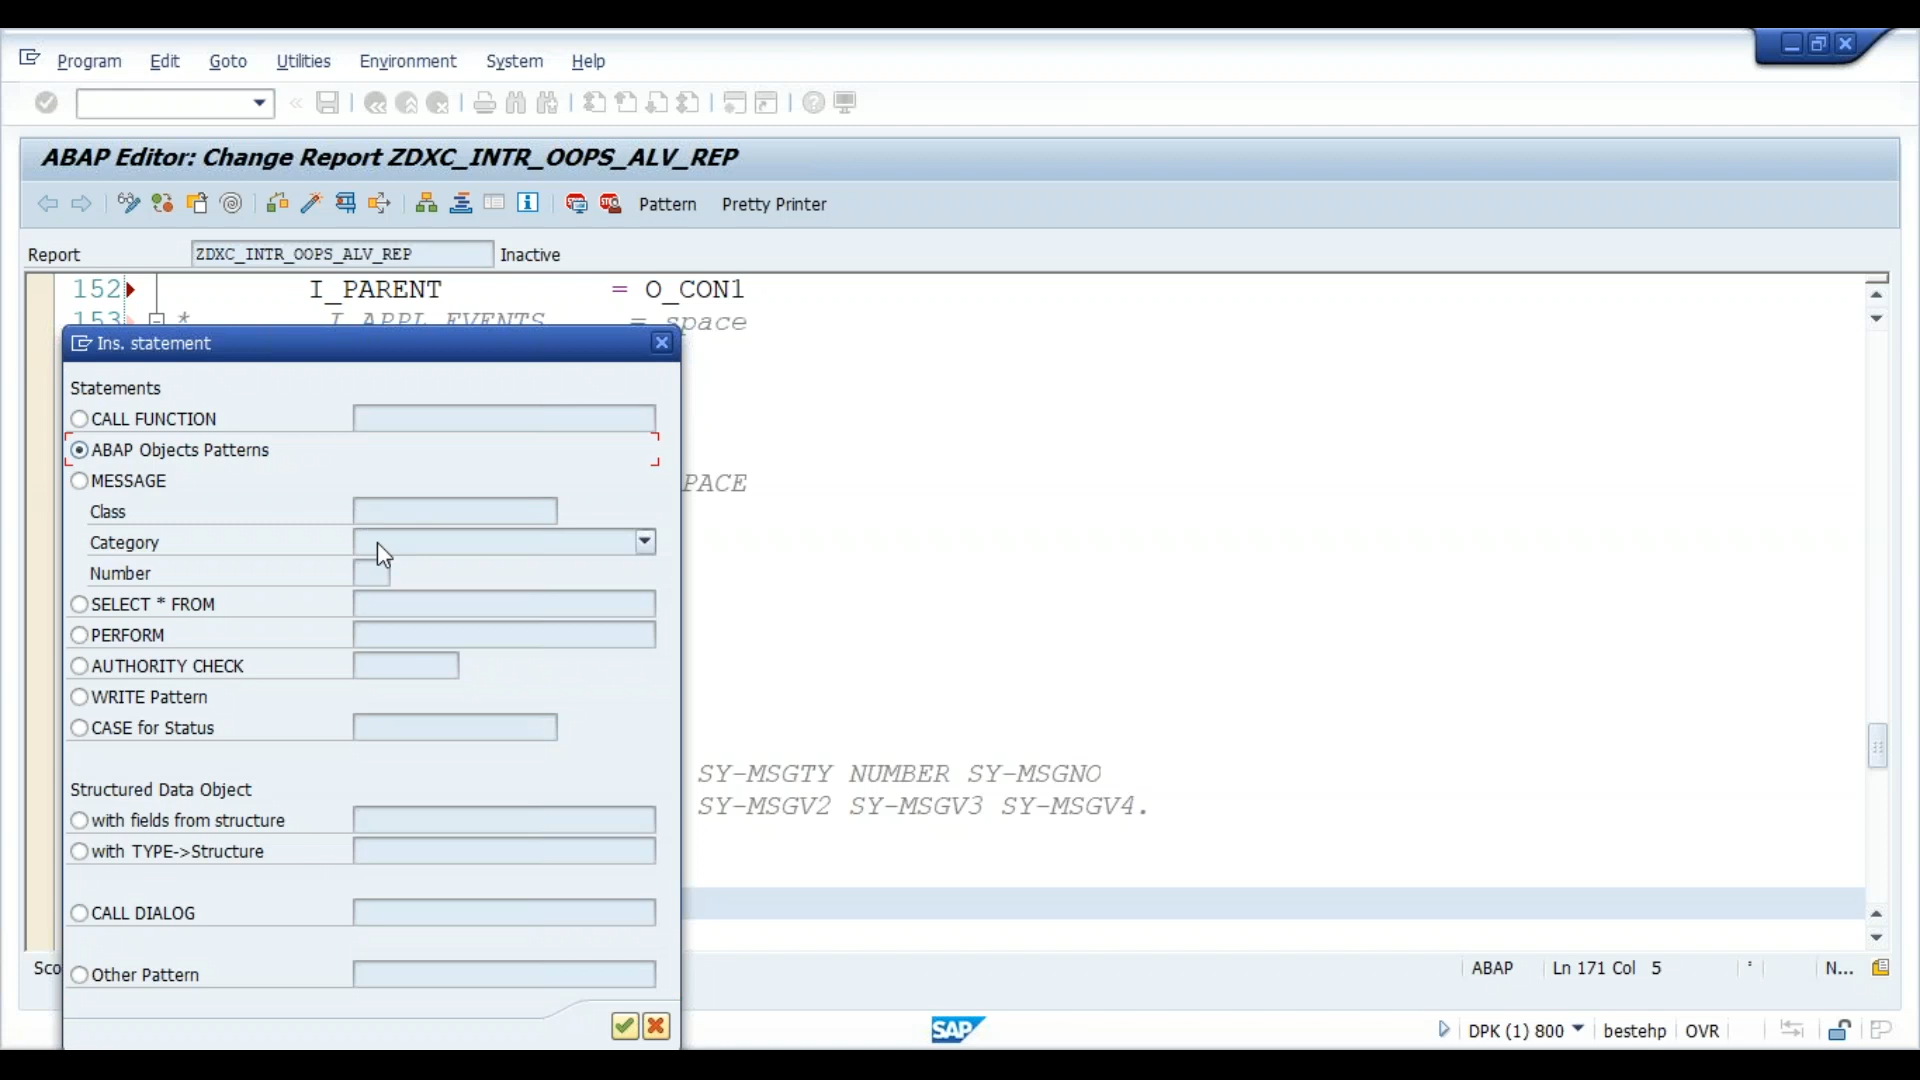 Program Edit Goto Utilities Environment System Help
ABAP Editor: Change Report ZDXC_INTR_OOPS_ALV_REP
Pattern Pretty Printer
Report ZDXC_INTR_OOPS_ALV_REP Inactive
152 I_PARENT = O_CON1
153 * I_APPL_EVENTS = space
Ins. statement
Statements
CALL FUNCTION
ABAP Objects Patterns
MESSAGE
PACE
Class
Category
Number
SELECT * FROM
PERFORM
AUTHORITY CHECK
WRITE Pattern
CASE for Status
SY-MSGTY NUMBER SY-MSGNO
Structured Data Object
SY-MSGV2 SY-MSGV3 SY-MSGV4.
with fields from structure
with TYPE->Structure
CALL DIALOG
Other Pattern
Sco ABAP Ln 171 Col 5 N...
SAP DPK (1) 800 bestehp OVR